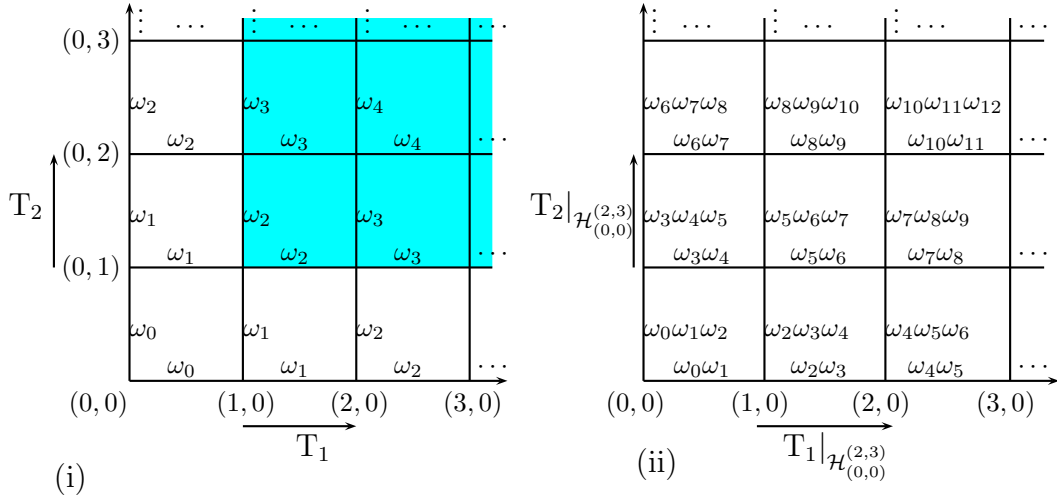 ⋮ ⋯ ⋮ ⋯ ⋮ ⋯ ⋯
(0, 3)
ω₂ ω₃ ω₄
ω₂ ω₃ ω₄ ⋯
(0, 2)
T₂
ω₁ ω₂ ω₃
ω₁ ω₂ ω₃ ⋯
(0, 1)
ω₀ ω₁ ω₂
ω₀ ω₁ ω₂ ⋯
(0, 0) (1, 0) (2, 0) (3, 0)
T₁
(i)
⋮ ⋯ ⋮ ⋯ ⋮ ⋯ ⋯
ω₆ω₇ω₈ ω₈ω₉ω₁₀ ω₁₀ω₁₁ω₁₂
ω₆ω₇ ω₈ω₉ ω₁₀ω₁₁ ⋯
T₂|_{𝓗_{(0,0)}^{(2,3)}}
ω₃ω₄ω₅ ω₅ω₆ω₇ ω₇ω₈ω₉
ω₃ω₄ ω₅ω₆ ω₇ω₈ ⋯
ω₀ω₁ω₂ ω₂ω₃ω₄ ω₄ω₅ω₆
ω₀ω₁ ω₂ω₃ ω₄ω₅ ⋯
(0, 0) (1, 0) (2, 0) (3, 0)
T₁|_{𝓗_{(0,0)}^{(2,3)}}
(ii)